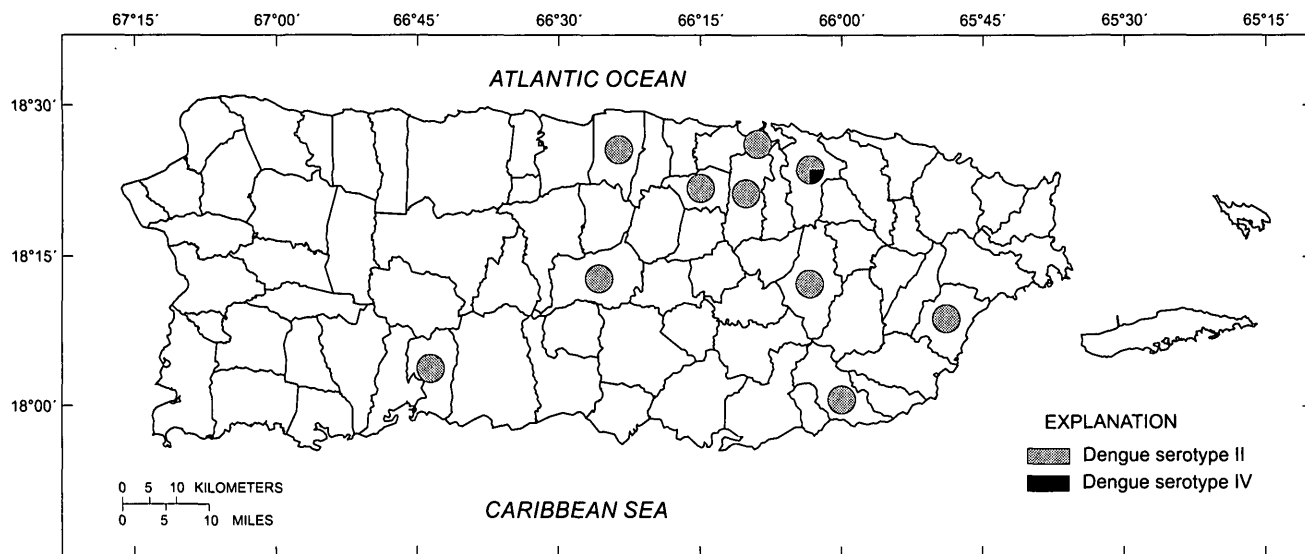 67°15′ 67°00′ 66°45′ 66°30′ 66°15′ 66°00′ 65°45′ 65°30′ 65°15′
ATLANTIC OCEAN
18°30′
18°15′
18°00′
EXPLANATION
Dengue serotype II
Dengue serotype IV
0 5 10 KILOMETERS
0 5 10 MILES
CARIBBEAN SEA